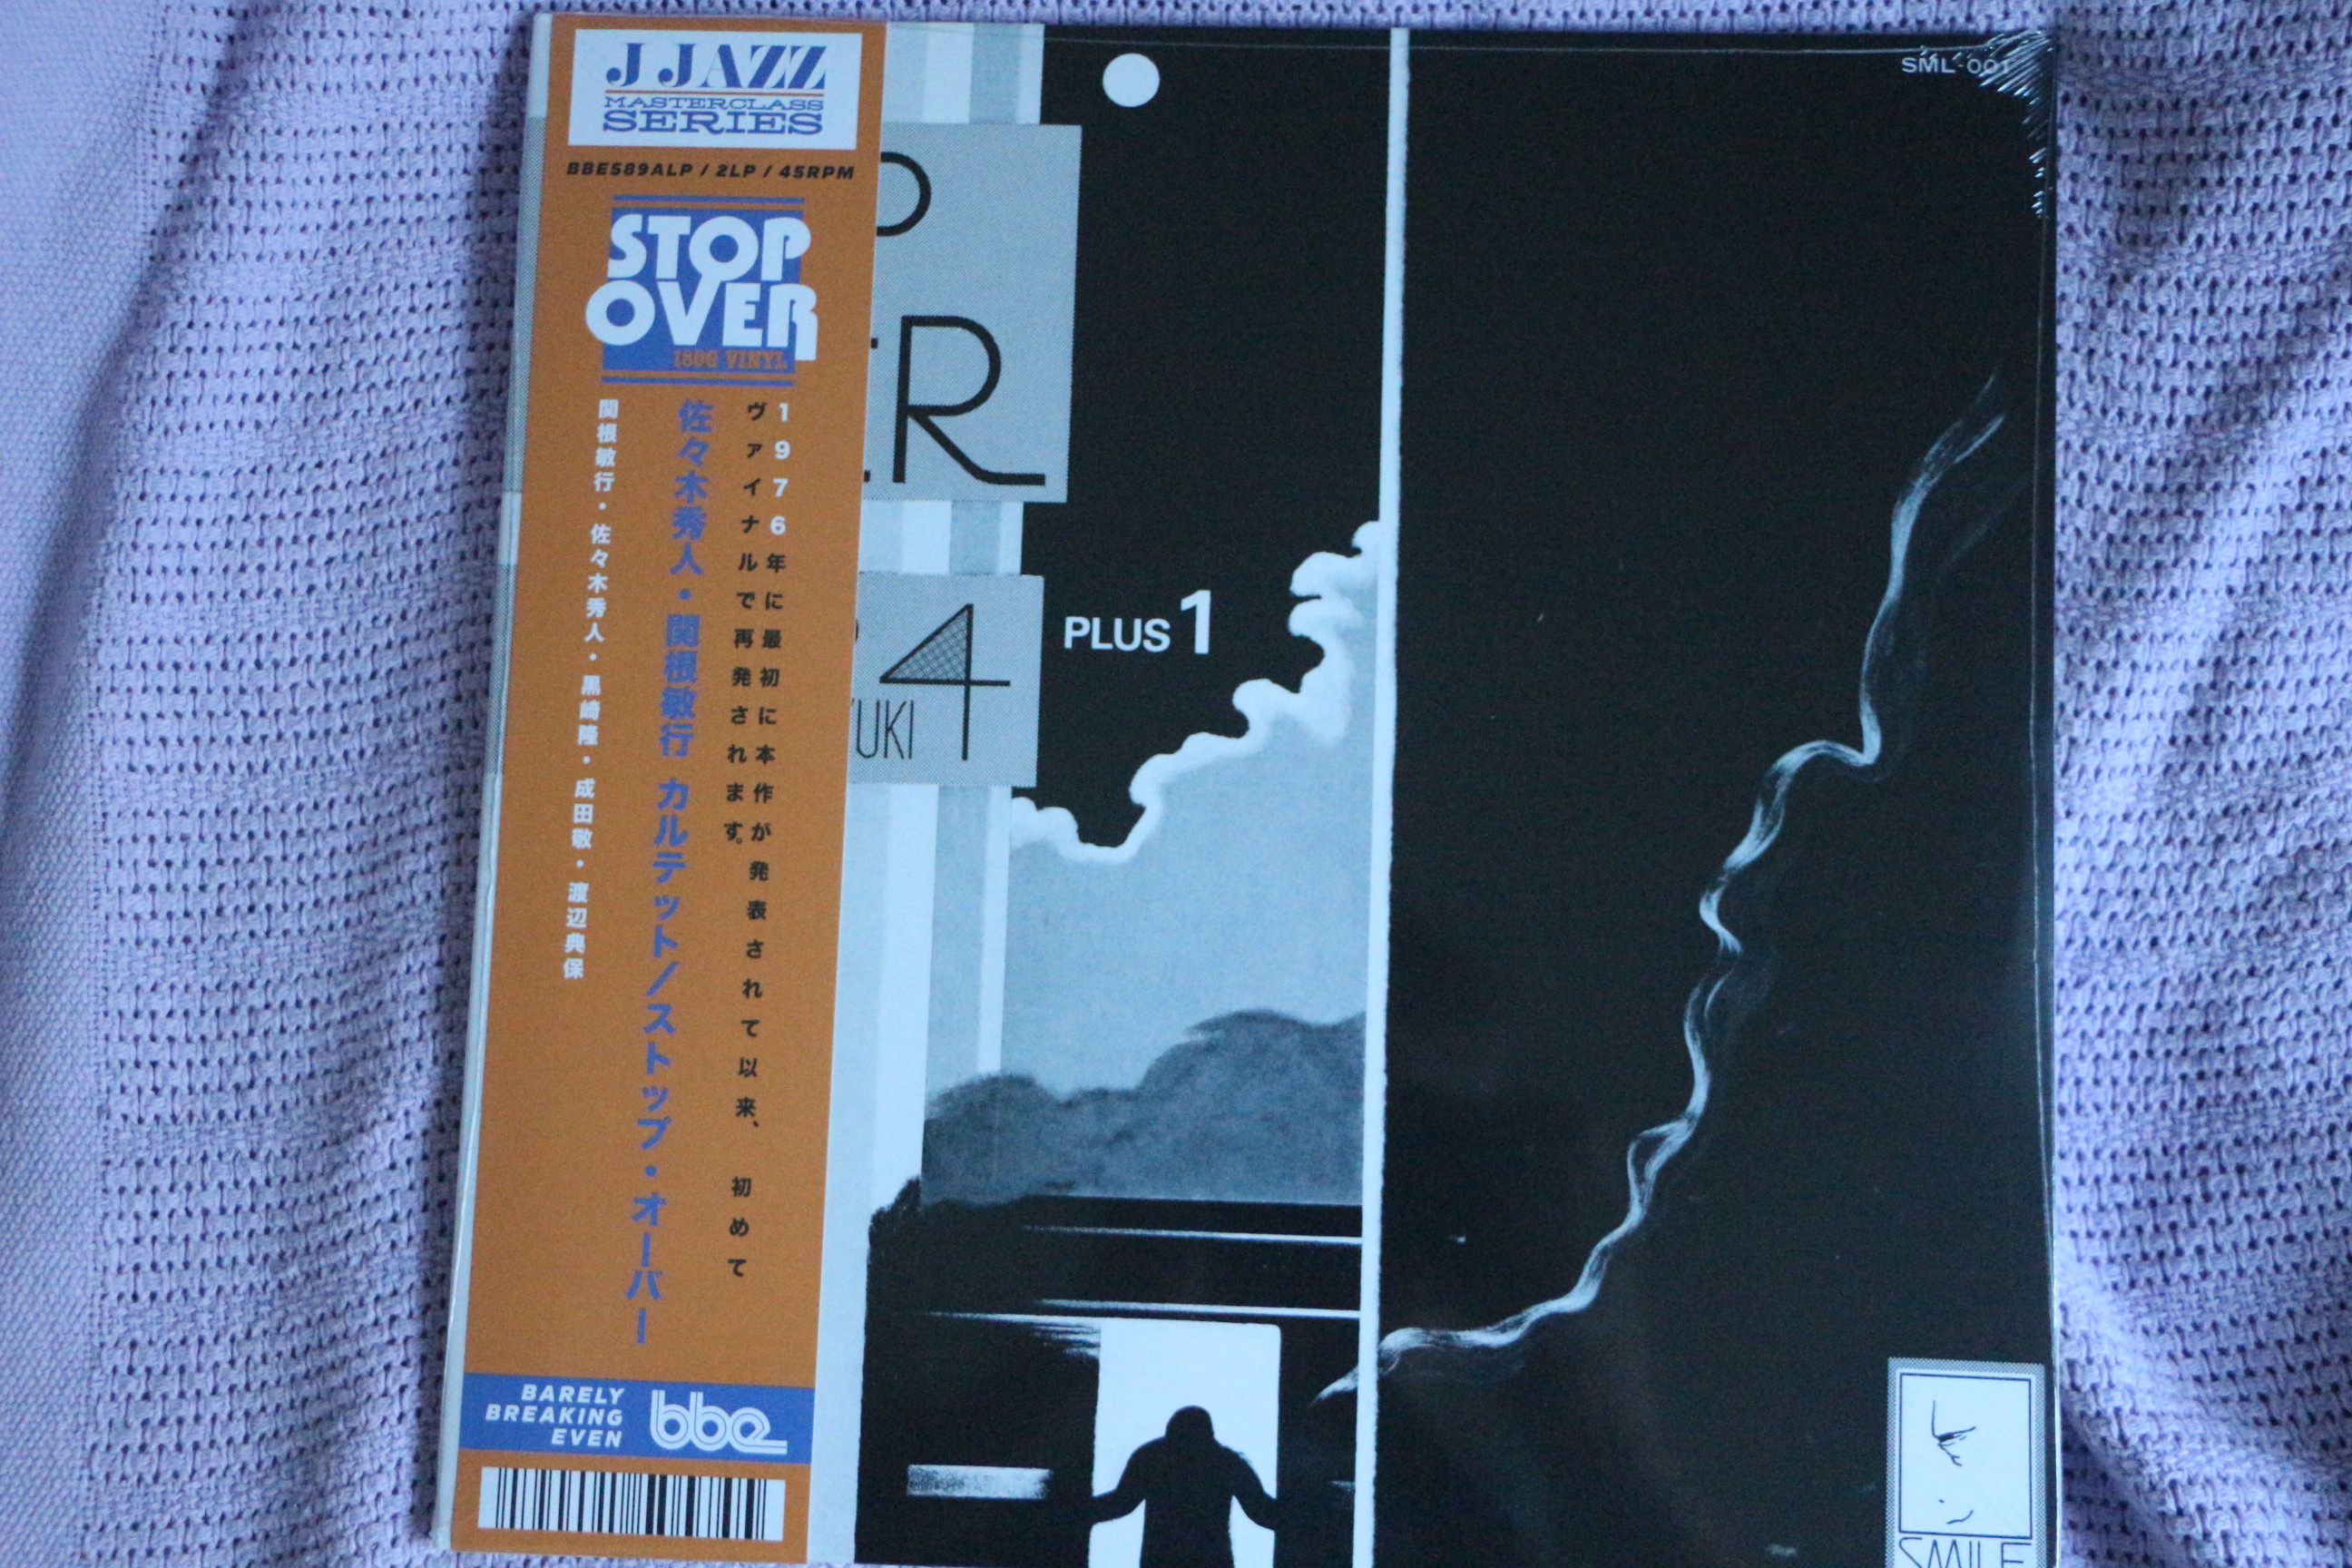 J JAZZ
MASTERCLASS
SERIES
BBE589ALP / 2LP / 45RPM
STOP
OVER
180G VINYL
1976年に最初に本作が発表されて以来、初めて
ヴァイナルで再発されます。
佐々木秀人・関根敏行 カルテット/ストップ・オーバー
関根敏行・佐々木秀人・黒崎隆・成田敬・渡辺典保
BARELY
BREAKING
EVEN
bbe
P
ER
4
UKI
PLUS 1
SML-001
SMILE